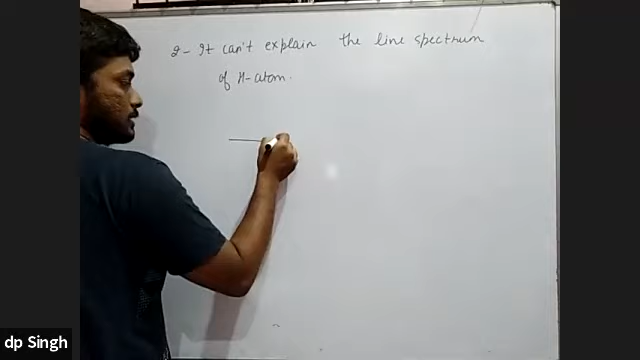 2- It can't explain the line spectrum
of H-atom.
dp Singh